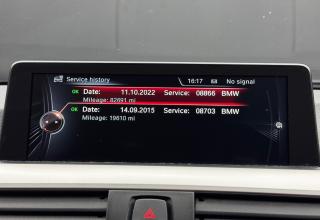 Service history
16:17 No signal
OK Date: 11.10.2022 Service: 08866 BMW
Mileage: 82691 mi
OK Date: 14.09.2015 Service: 08703 BMW
Mileage: 19610 mi